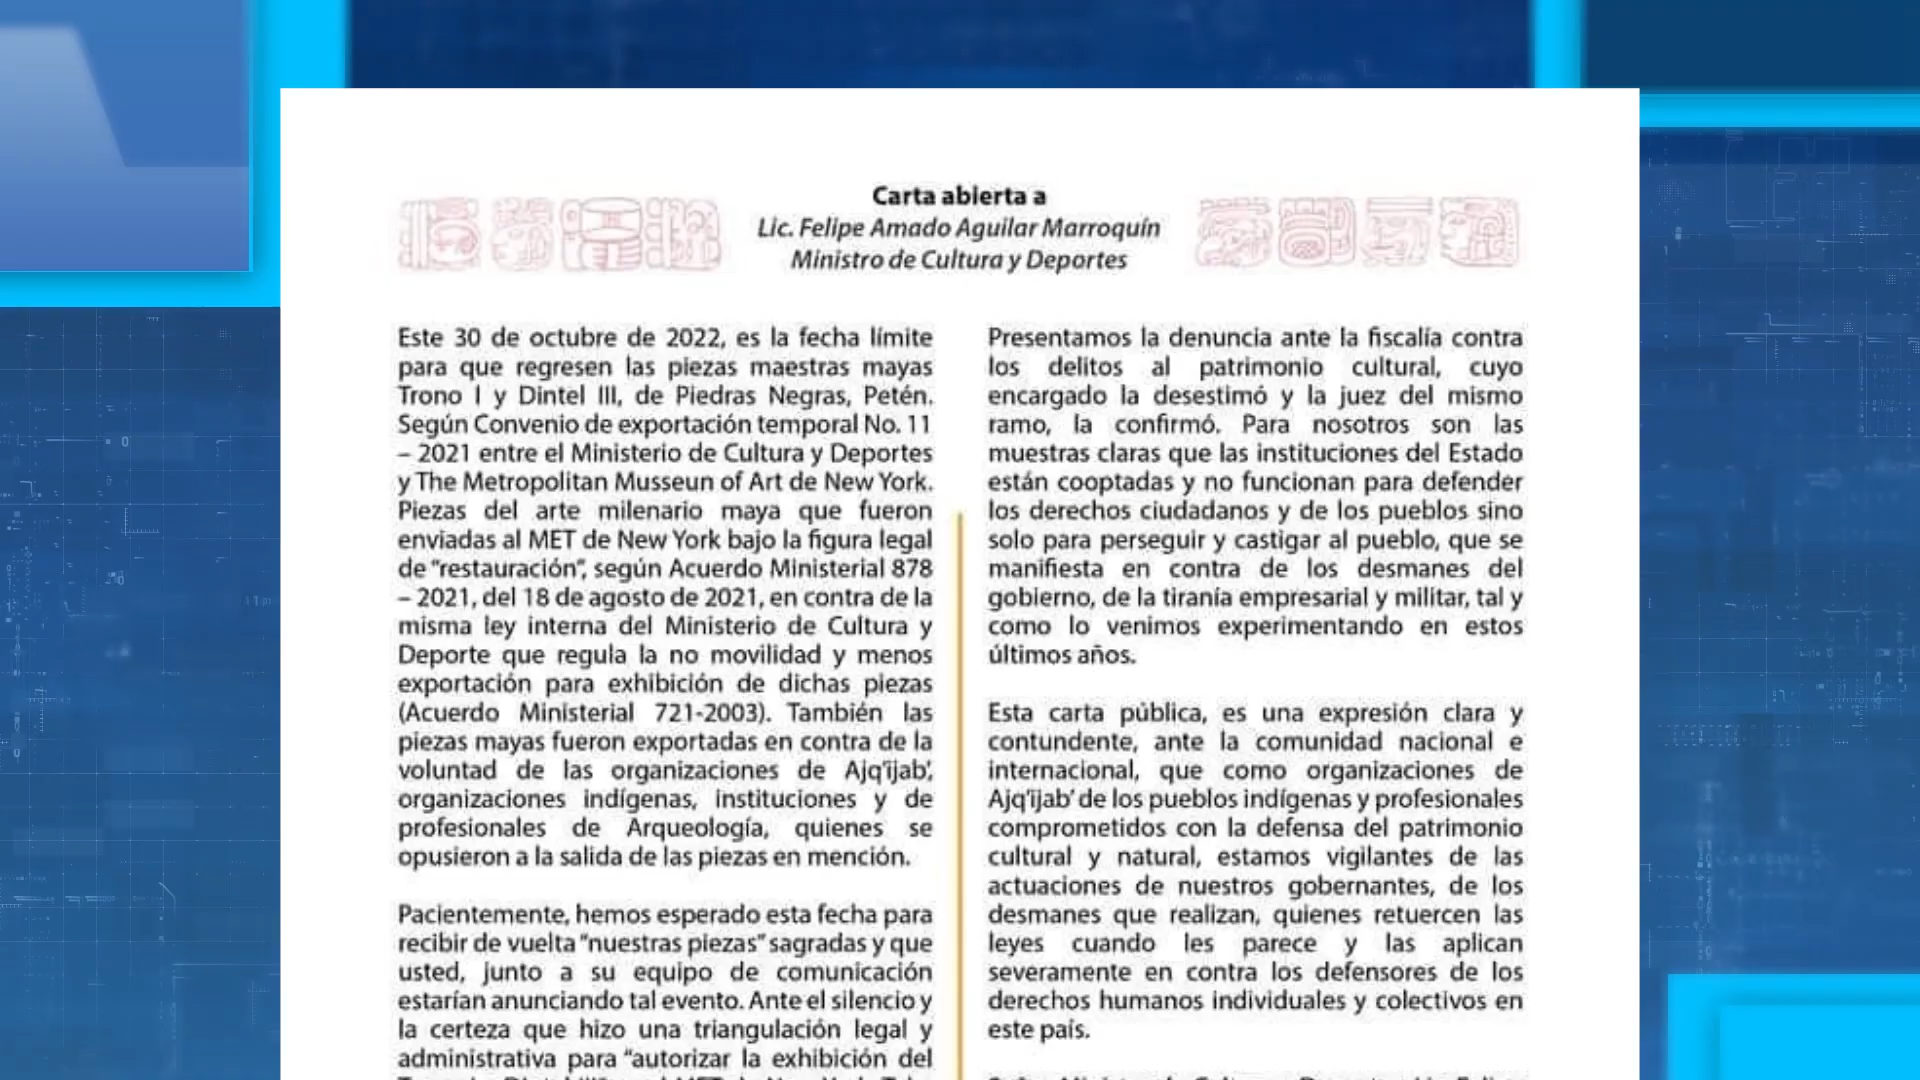 Carta abierta a
Lic. Felipe Amado Aguilar Marroquín
Ministro de Cultura y Deportes
Este 30 de octubre de 2022, es la fecha límite
para que regresen las piezas maestras mayas
Trono I y Dintel III, de Piedras Negras, Petén.
Según Convenio de exportación temporal No. 11
– 2021 entre el Ministerio de Cultura y Deportes
y The Metropolitan Musseun of Art de New York.
Piezas del arte milenario maya que fueron
enviadas al MET de New York bajo la figura legal
de "restauración", según Acuerdo Ministerial 878
– 2021, del 18 de agosto de 2021, en contra de la
misma ley interna del Ministerio de Cultura y
Deporte que regula la no movilidad y menos
exportación para exhibición de dichas piezas
(Acuerdo Ministerial 721-2003). También las
piezas mayas fueron exportadas en contra de la
voluntad de las organizaciones de Ajq'ijab',
organizaciones indígenas, instituciones y de
profesionales de Arqueología, quienes se
opusieron a la salida de las piezas en mención.
Pacientemente, hemos esperado esta fecha para
recibir de vuelta "nuestras piezas" sagradas y que
usted, junto a su equipo de comunicación
estarían anunciando tal evento. Ante el silencio y
la certeza que hizo una triangulación legal y
administrativa para "autorizar la exhibición del
Presentamos la denuncia ante la fiscalía contra
los delitos al patrimonio cultural, cuyo
encargado la desestimó y la juez del mismo
ramo, la confirmó. Para nosotros son las
muestras claras que las instituciones del Estado
están cooptadas y no funcionan para defender
los derechos ciudadanos y de los pueblos sino
solo para perseguir y castigar al pueblo, que se
manifiesta en contra de los desmanes del
gobierno, de la tiranía empresarial y militar, tal y
como lo venimos experimentando en estos
últimos años.
Esta carta pública, es una expresión clara y
contundente, ante la comunidad nacional e
internacional, que como organizaciones de
Ajq'ijab' de los pueblos indígenas y profesionales
comprometidos con la defensa del patrimonio
cultural y natural, estamos vigilantes de las
actuaciones de nuestros gobernantes, de los
desmanes que realizan, quienes retuercen las
leyes cuando les parece y las aplican
severamente en contra los defensores de los
derechos humanos individuales y colectivos en
este país.